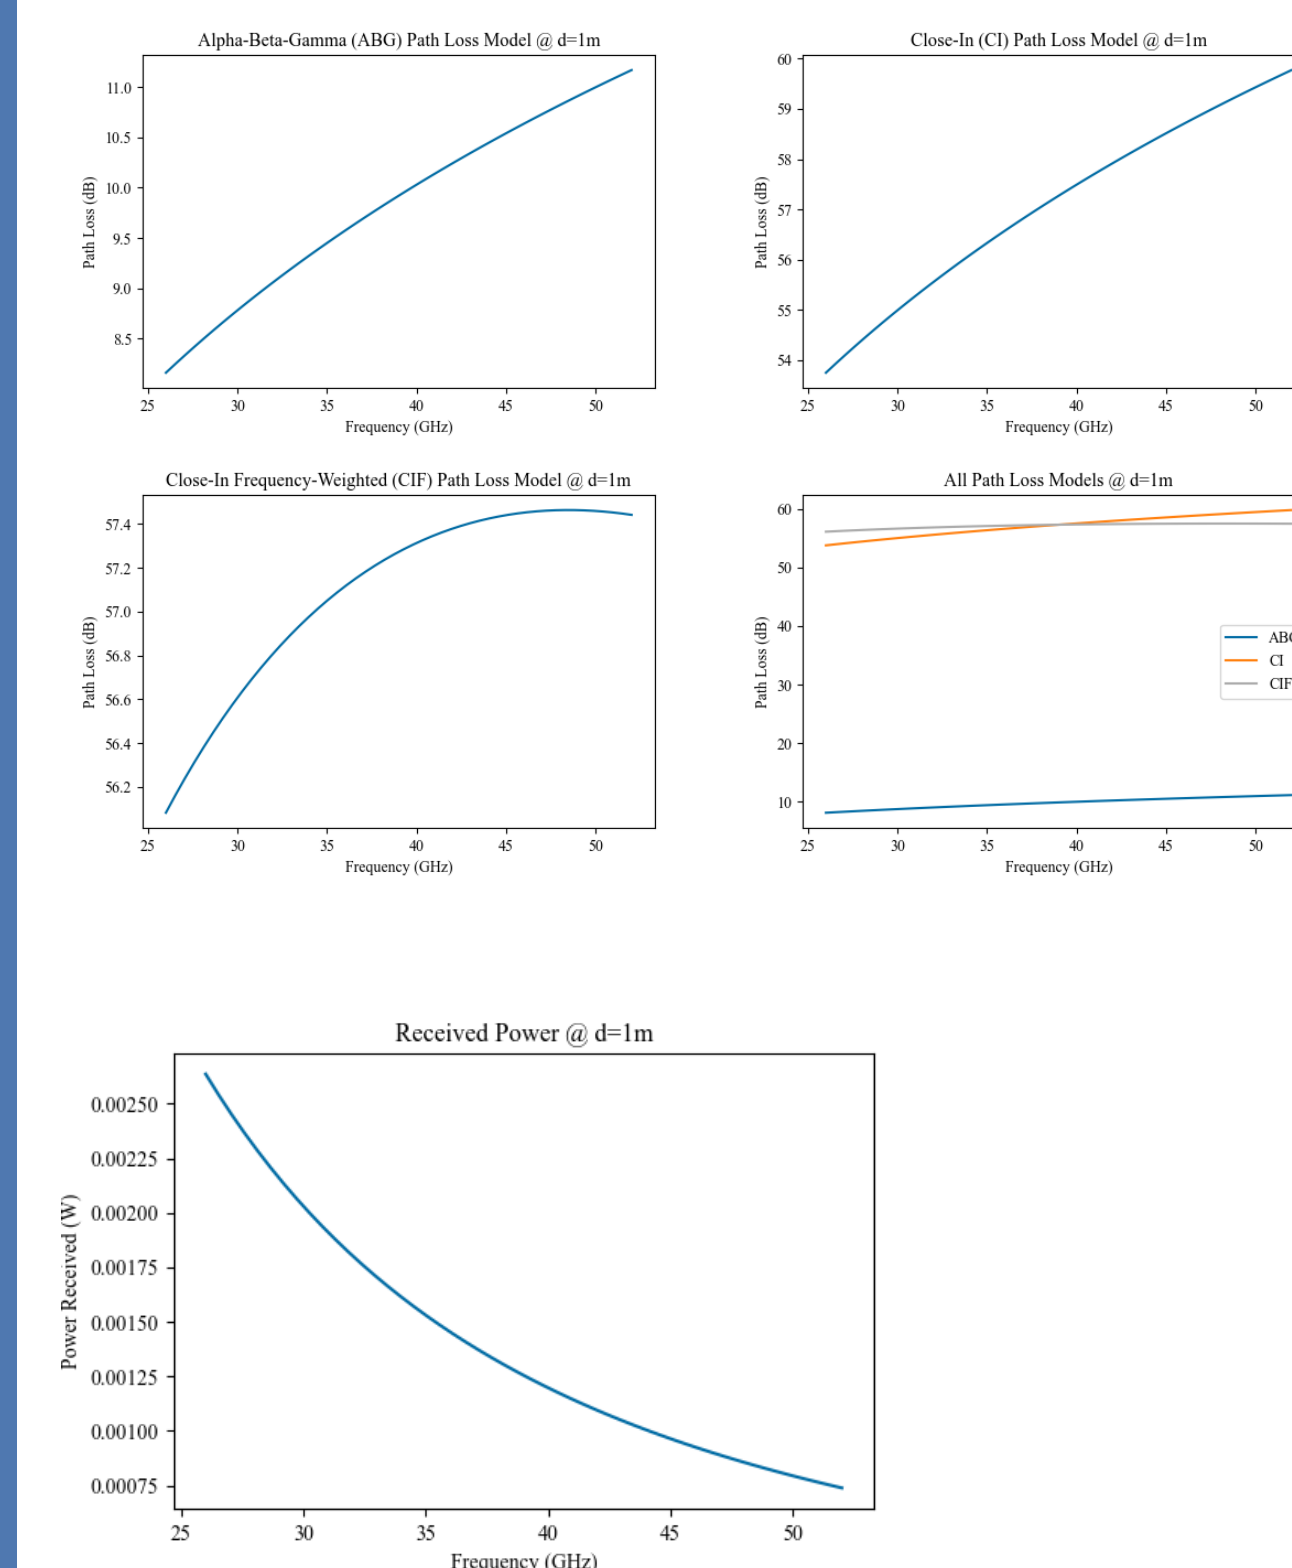 Alpha-Beta-Gamma (ABG) Path Loss Model @ d=1m
Path Loss (dB)
11.0
10.5
10.0
9.5
9.0
8.5
25 30 35 40 45 50
Frequency (GHz)
Close-In (CI) Path Loss Model @ d=1m
Path Loss (dB)
60
59
58
57
56
55
54
25 30 35 40 45 50
Frequency (GHz)
Close-In Frequency-Weighted (CIF) Path Loss Model @ d=1m
Path Loss (dB)
57.4
57.2
57.0
56.8
56.6
56.4
56.2
25 30 35 40 45 50
Frequency (GHz)
All Path Loss Models @ d=1m
Path Loss (dB)
60
50
40
30
20
10
CI
CIF
25 30 35 40 45 50
Frequency (GHz)
Received Power @ d=1m
Power Received (W)
0.00250
0.00225
0.00200
0.00175
0.00150
0.00125
0.00100
0.00075
25 30 35 40 45 50
Frequency (GHz)